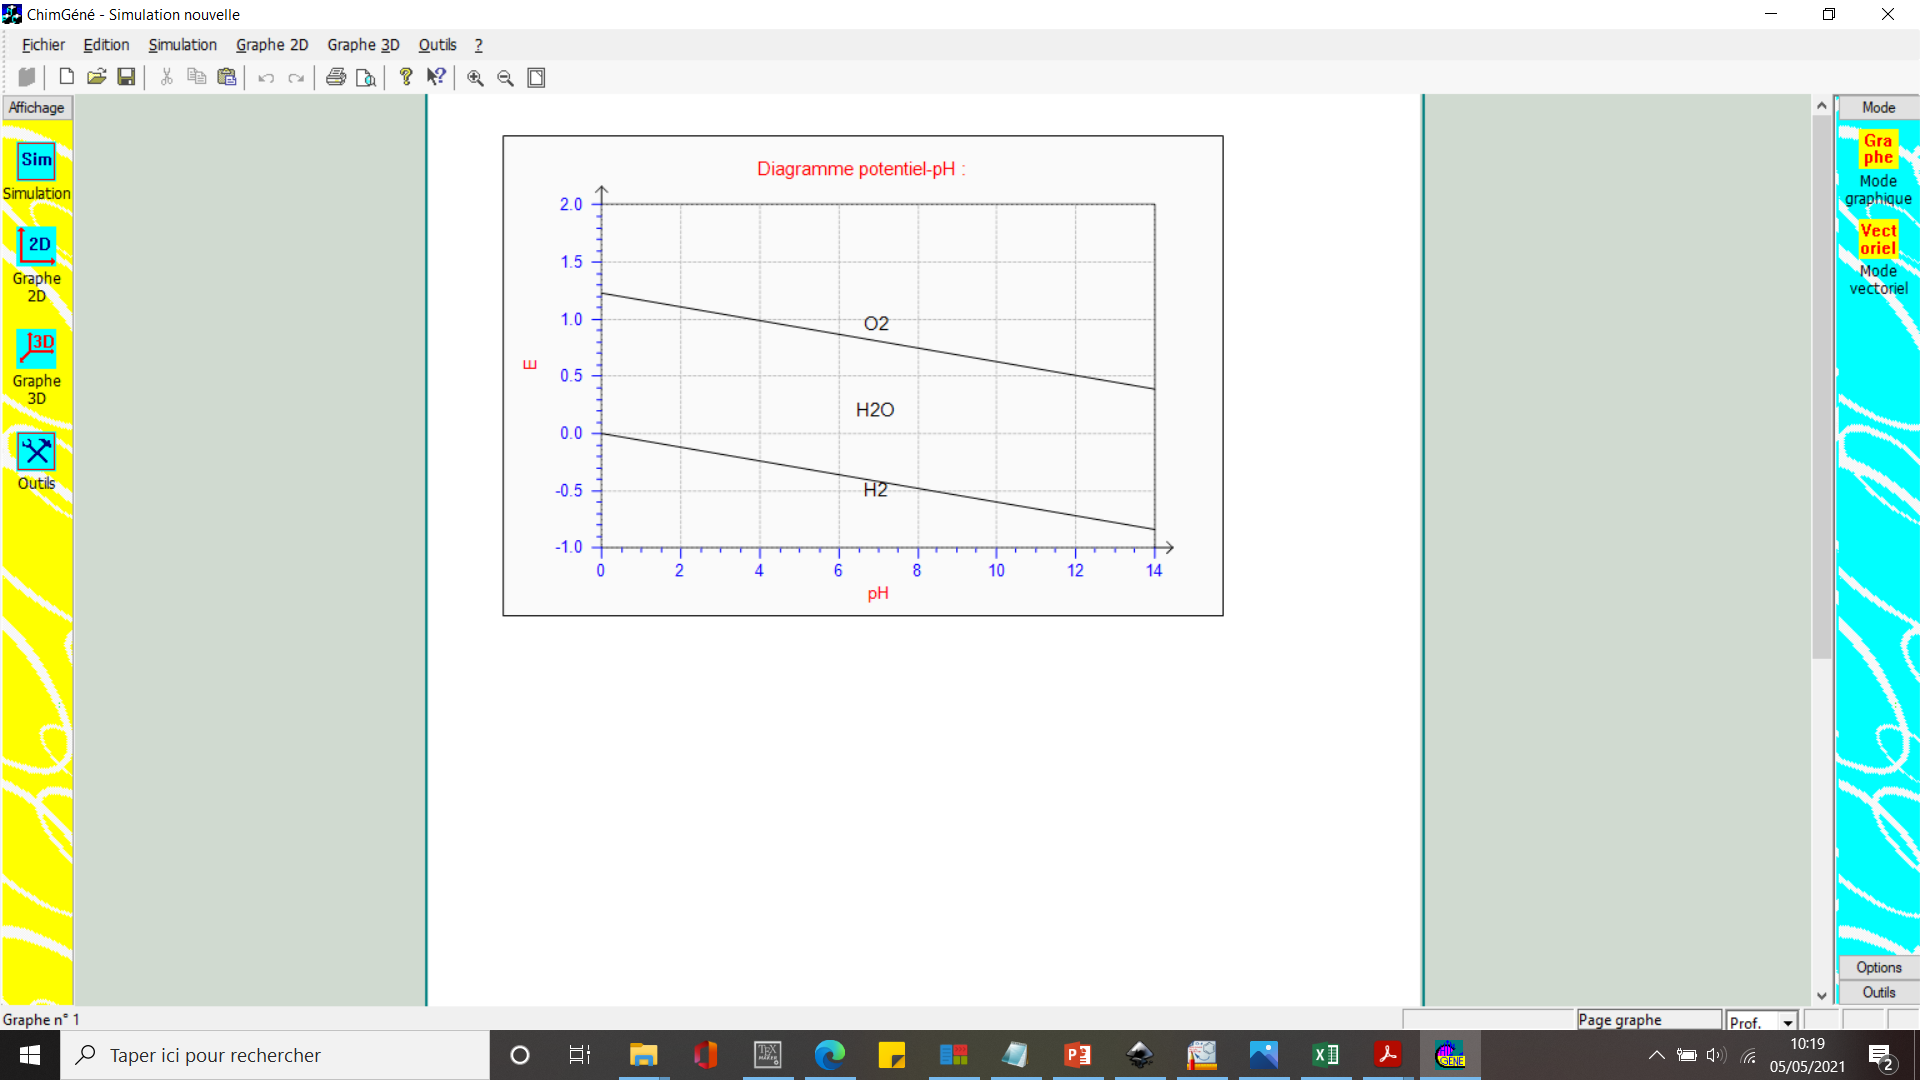 ChimGéné - Simulation nouvelle
Fichier Edition Simulation Graphe 2D Graphe 3D Outils ?
Affichage
Sim
Simulation
2D
Graphe
2D
3D
Graphe
3D
Outils
Diagramme potentiel-pH :
2.0
1.5
1.0
0.5
0.0
-0.5
-1.0
E
O2
H2O
H2
0 2 4 6 8 10 12 14
pH
Mode
Gra
phe
Mode
graphique
Vect
oriel
Mode
vectoriel
Options
Outils
Graphe n° 1
Page graphe
Prof.
Taper ici pour rechercher
10:19
05/05/2021
2